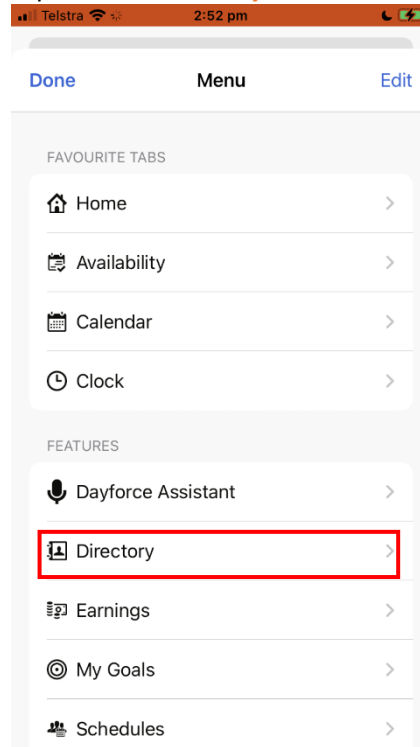 Telstra 2:52 pm
Done Menu Edit
FAVOURITE TABS
Home
Availability
Calendar
Clock
FEATURES
Dayforce Assistant
Directory
Earnings
My Goals
Schedules